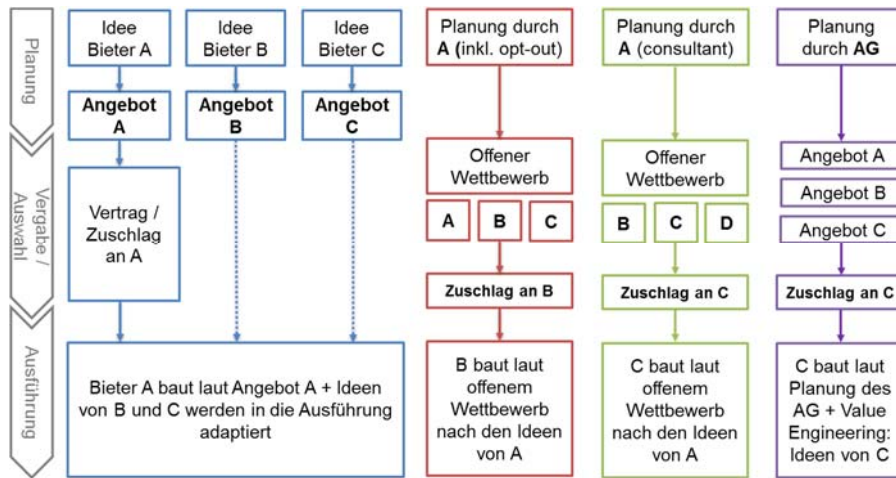 Planung
Vergabe /
Auswahl
Ausführung
Idee
Bieter A
Idee
Bieter B
Idee
Bieter C
Angebot
A
Angebot
B
Angebot
C
Vertrag /
Zuschlag
an A
Bieter A baut laut Angebot A + Ideen
von B und C werden in die Ausführung
adaptiert
Planung durch
A (inkl. opt-out)
Offener
Wettbewerb
A
B
C
Zuschlag an B
B baut laut
offenem
Wettbewerb
nach den Ideen
von A
Planung durch
A (consultant)
Offener
Wettbewerb
B
C
D
Zuschlag an C
C baut laut
offenem
Wettbewerb
nach den Ideen
von A
Planung
durch AG
Angebot A
Angebot B
Angebot C
Zuschlag an C
C baut laut
Planung des
AG + Value
Engineering:
Ideen von C